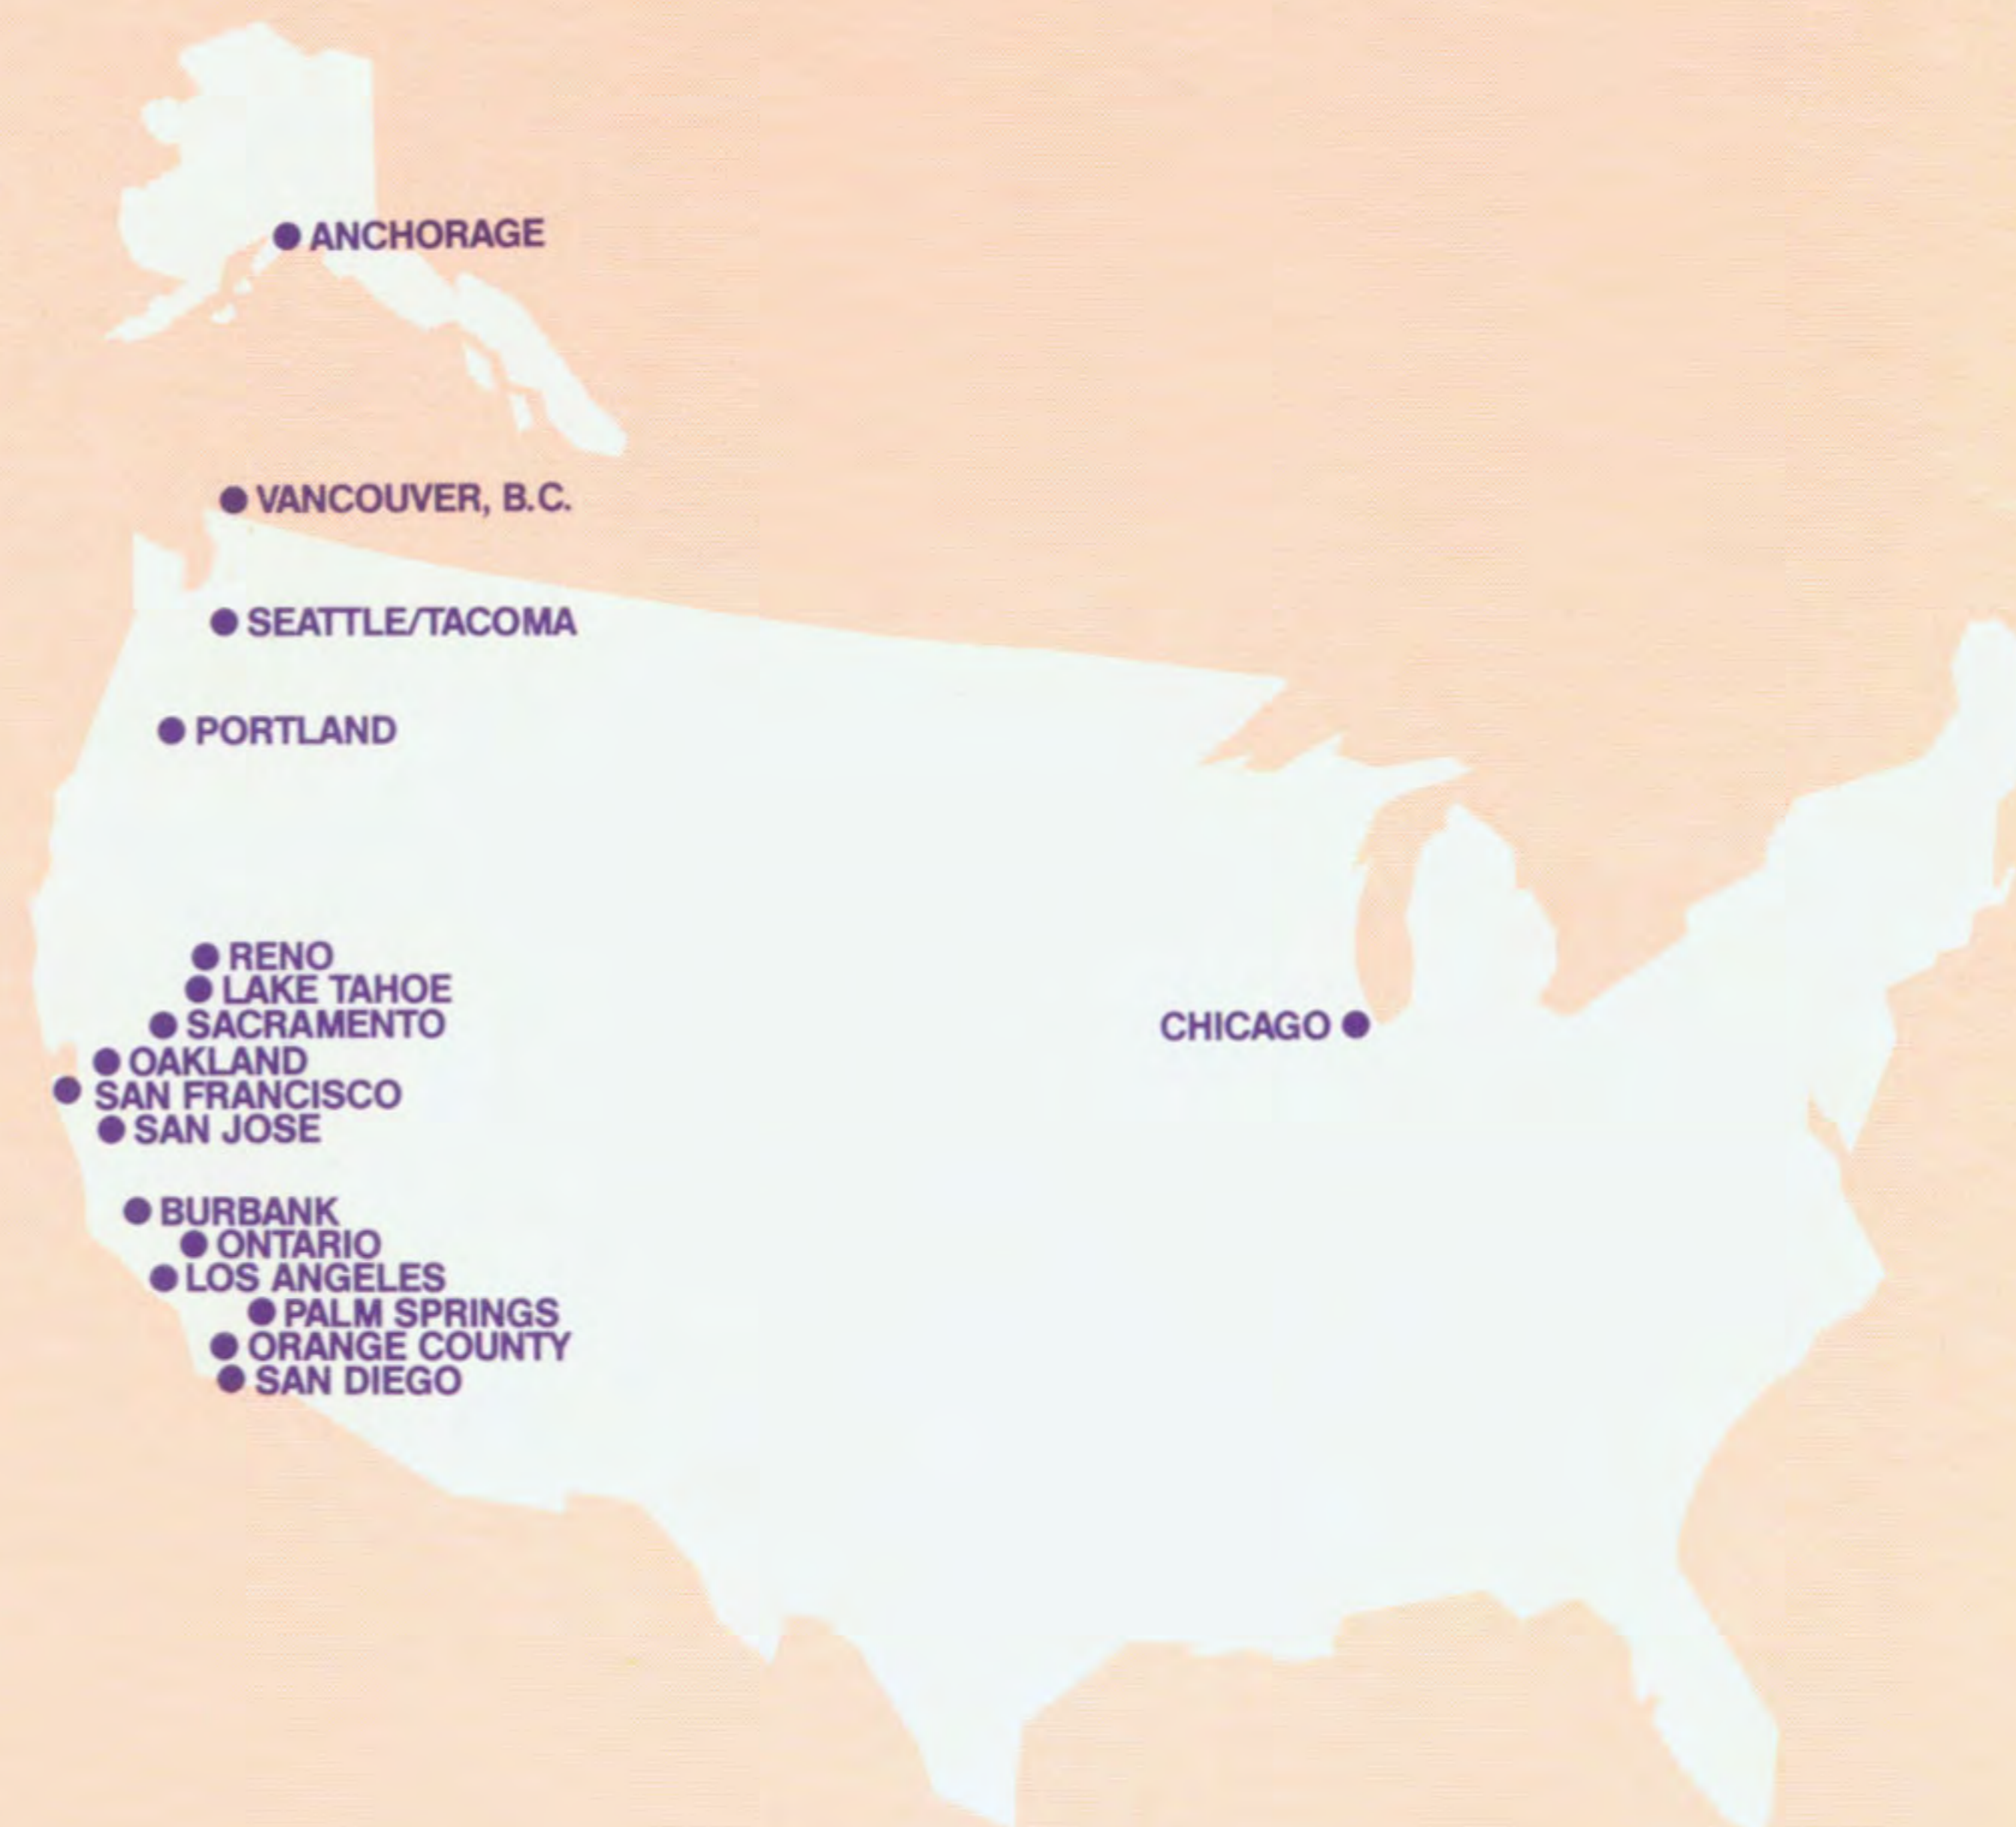 ANCHORAGE
VANCOUVER, B.C.
SEATTLE/TACOMA
PORTLAND
RENO
LAKE TAHOE
SACRAMENTO
CHICAGO
OAKLAND
SAN FRANCISCO
SAN JOSE
BURBANK
ONTARIO
LOS ANGELES
PALM SPRINGS
ORANGE COUNTY
SAN DIEGO